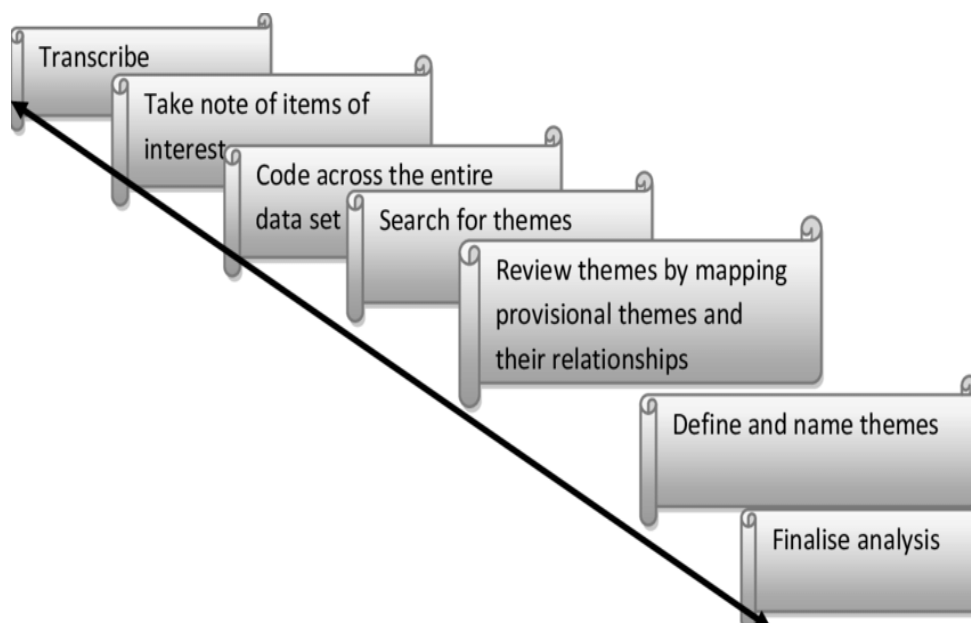 Transcribe
Take note of items of
interest
Code across the entire
data set
Search for themes
Review themes by mapping
provisional themes and
their relationships
Define and name themes
Finalise analysis